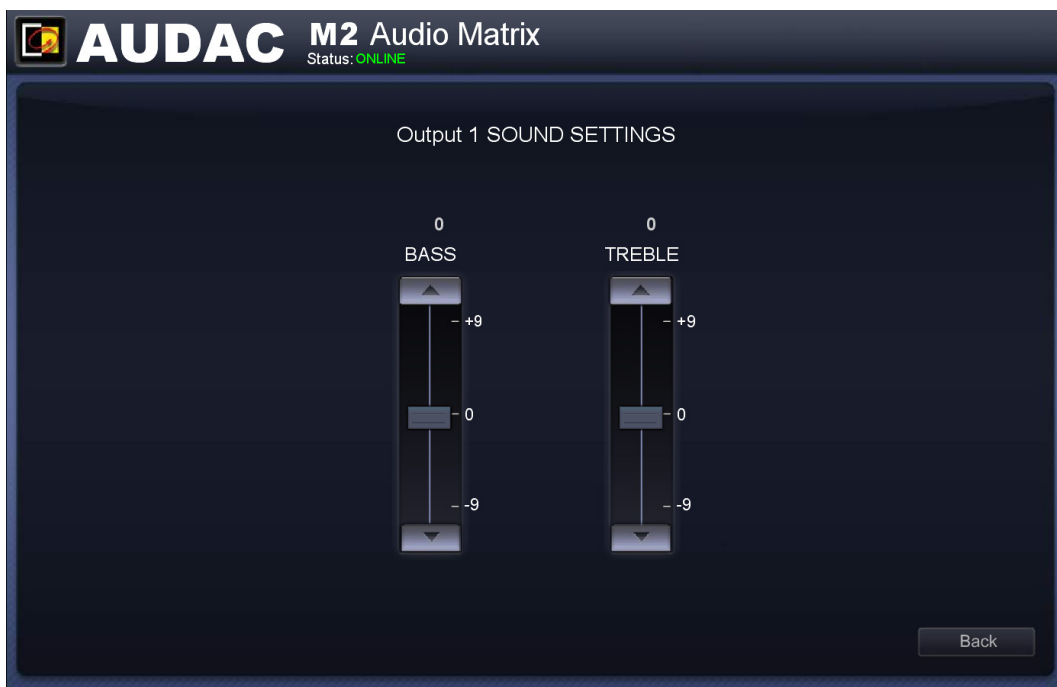 AUDAC M2 Audio Matrix
Status: ONLINE
Output 1 SOUND SETTINGS
0 0
BASS TREBLE
+9 +9
0 0
-9 -9
Back